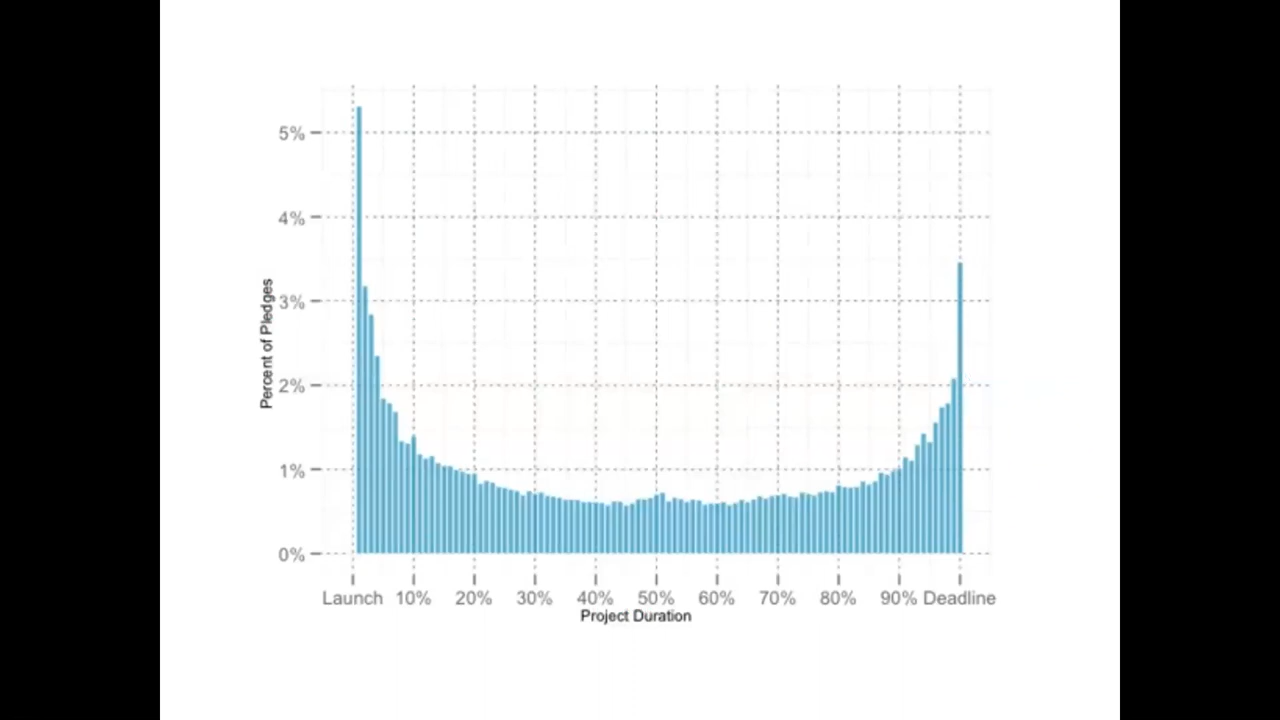 5%
4%
3%
2%
1%
0%
Percent of Pledges
Launch 10% 20% 30% 40% 50% 60% 70% 80% 90% Deadline
Project Duration